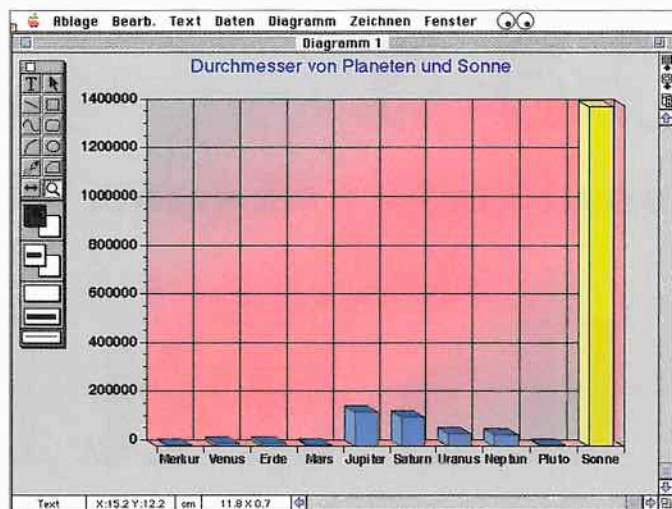 Ablage Bearb. Text Daten Diagramm Zeichnen Fenster
Diagramm 1
Durchmesser von Planeten und Sonne
T
1400000
1200000
1000000
800000
600000
400000
200000
0
Merkur Venus Erde Mars Jupiter Saturn Uranus Neptun Pluto Sonne
Text X:15.2 Y:12.2 cm 11.8 X 0.7